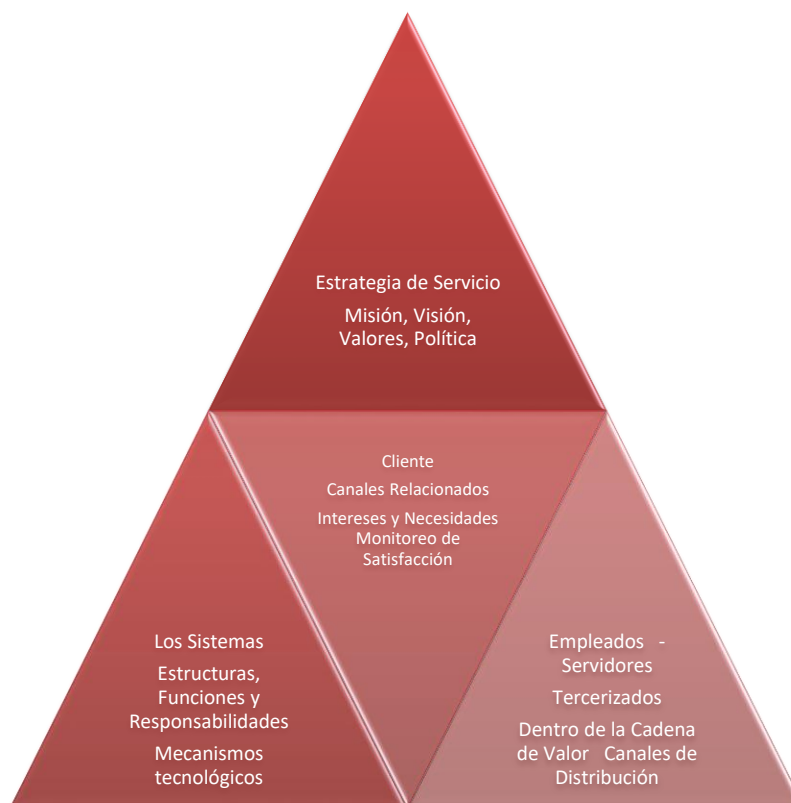 Estrategia de Servicio
Misión, Visión,
Valores, Política
Cliente
Canales Relacionados
Intereses y Necesidades
Monitoreo de
Satisfacción
Los Sistemas
Estructuras,
Funciones y
Responsabilidades
Mecanismos
tecnológicos
Empleados -
Servidores
Tercerizados
Dentro de la Cadena
de Valor Canales de
Distribución